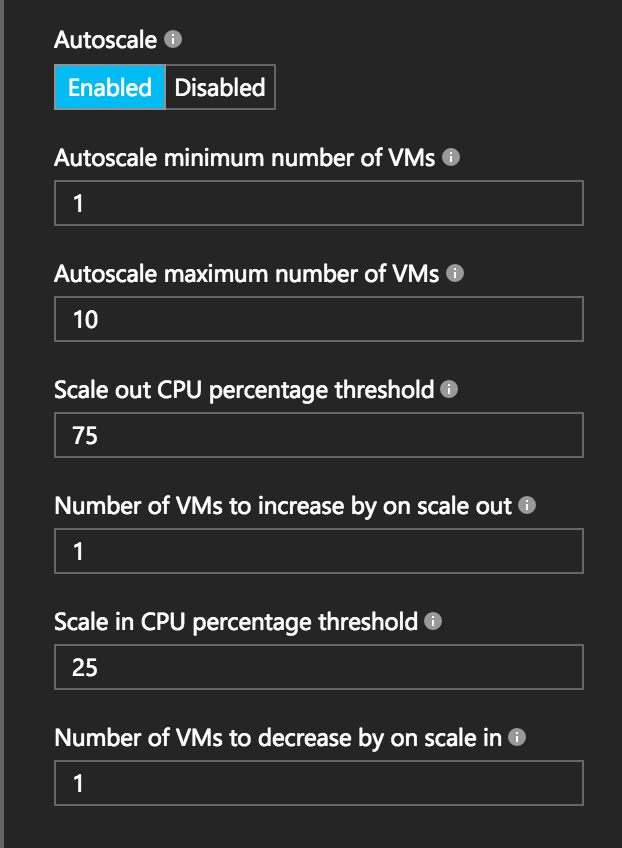 Autoscale
Enabled Disabled
Autoscale minimum number of VMs
1
Autoscale maximum number of VMs
10
Scale out CPU percentage threshold
75
Number of VMs to increase by on scale out
1
Scale in CPU percentage threshold
25
Number of VMs to decrease by on scale in
1